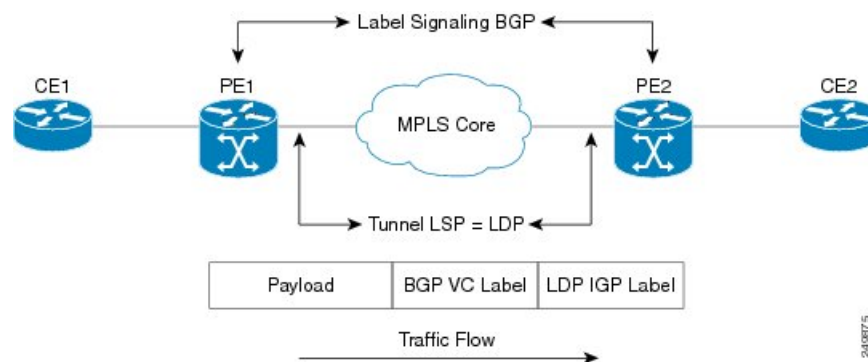 Label Signaling BGP
CE1
PE1
PE2
CE2
MPLS Core
Tunnel LSP = LDP
Payload
BGP VC Label
LDP IGP Label
Traffic Flow